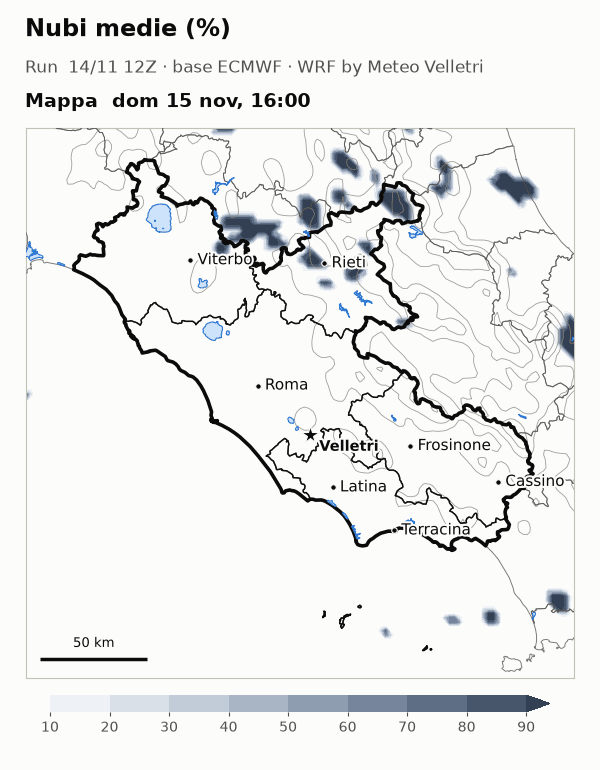 Nubi medie (%)
Run  14/11 12Z · base ECMWF · WRF by Meteo Velletri
Mappa  dom 15 nov, 16:00
Viterbo
Rieti
Roma
Velletri
Frosinone
Latina
Cassino
Terracina
50 km
10 20 30 40 50 60 70 80 90